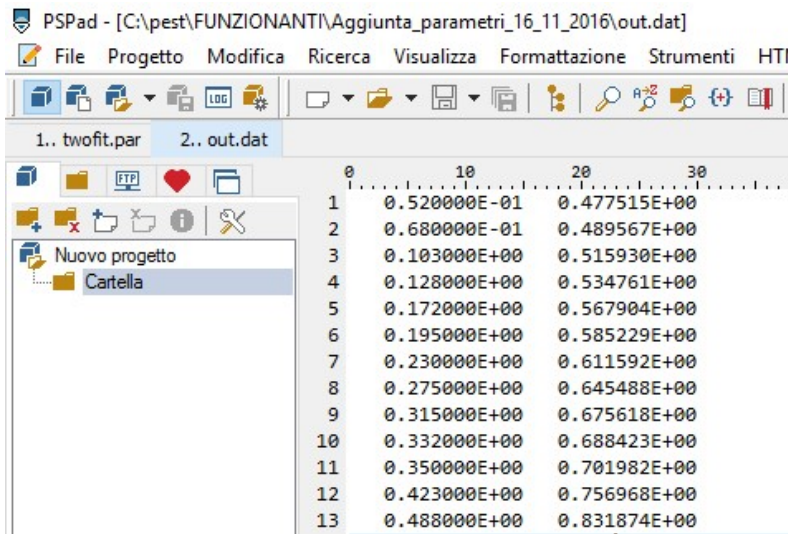 PSPad - [C:\pest\FUNZIONANTI\Aggiunta_parametri_16_11_2016\out.dat]
File Progetto Modifica Ricerca Visualizza Formattazione Strumenti HTM
LOG
1.. twofit.par 2.. out.dat
FTP
0 10 20 30
Nuovo progetto
Cartella
1 0.520000E-01 0.477515E+00
2 0.680000E-01 0.489567E+00
3 0.103000E+00 0.515930E+00
4 0.128000E+00 0.534761E+00
5 0.172000E+00 0.567904E+00
6 0.195000E+00 0.585229E+00
7 0.230000E+00 0.611592E+00
8 0.275000E+00 0.645488E+00
9 0.315000E+00 0.675618E+00
10 0.332000E+00 0.688423E+00
11 0.350000E+00 0.701982E+00
12 0.423000E+00 0.756968E+00
13 0.488000E+00 0.831874E+00